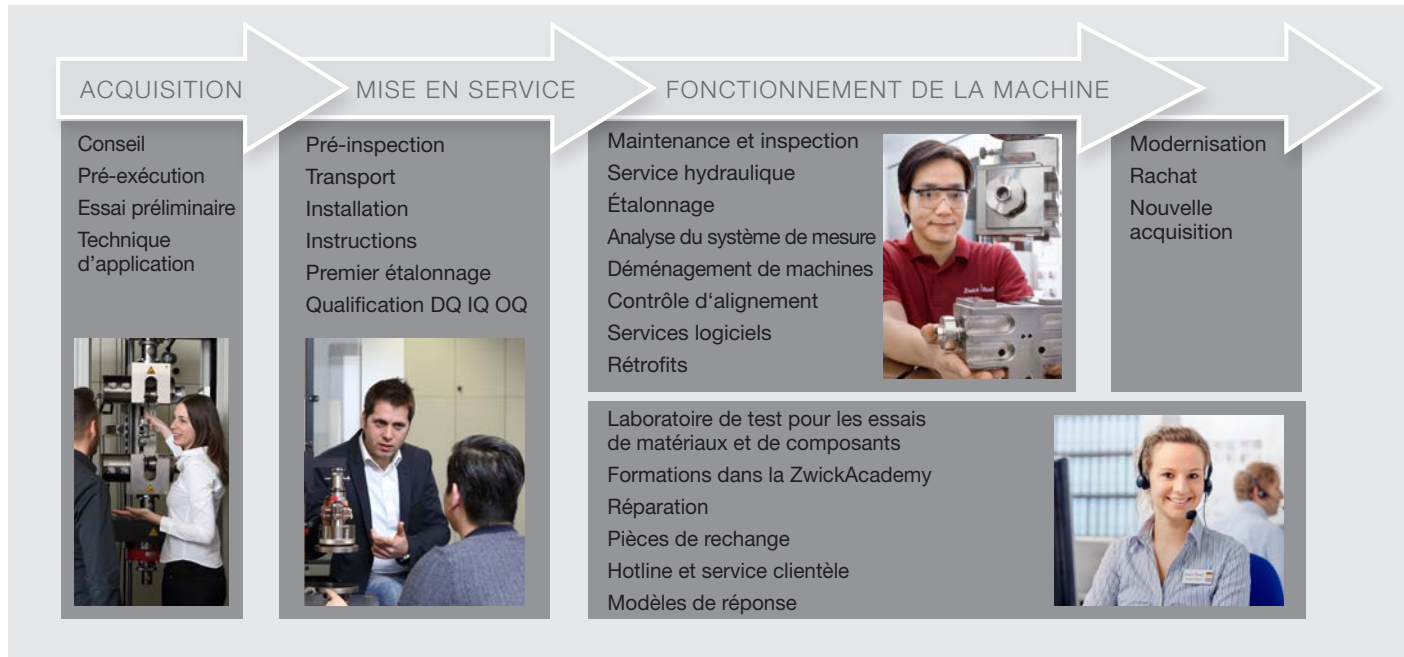 ACQUISITION
MISE EN SERVICE
FONCTIONNEMENT DE LA MACHINE
Conseil
Pré-exécution
Essai préliminaire
Technique
d’application
Pré-inspection
Transport
Installation
Instructions
Premier étalonnage
Qualification DQ IQ OQ
Maintenance et inspection
Service hydraulique
Étalonnage
Analyse du système de mesure
Déménagement de machines
Contrôle d‘alignement
Services logiciels
Rétrofits
Modernisation
Rachat
Nouvelle
acquisition
Laboratoire de test pour les essais
de matériaux et de composants
Formations dans la ZwickAcademy
Réparation
Pièces de rechange
Hotline et service clientèle
Modèles de réponse